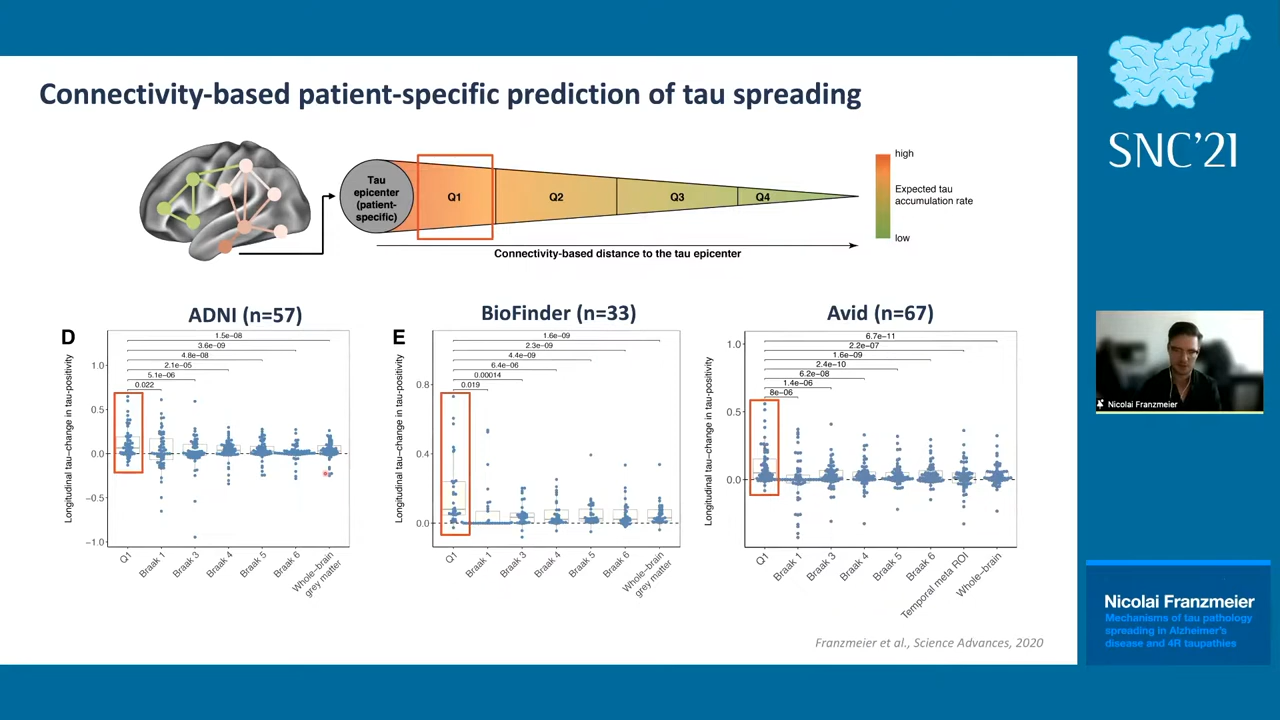 Connectivity-based patient-specific prediction of tau spreading
SNC'21
Tau
epicenter
(patient-
specific)
Q1
Q2
Q3
Q4
high
Expected tau
accumulation rate
low
Connectivity-based distance to the tau epicenter
ADNI (n=57)
BioFinder (n=33)
Avid (n=67)
D
1.5e−08
3.6e−09
4.8e−08
2.1e−05
5.1e−06
0.022
1.0
0.5
0.0
−0.5
−1.0
Longitudinal tau−change in tau-positivity
Q1
Braak 1
Braak 3
Braak 4
Braak 5
Braak 6
Whole−brain
grey matter
E
1.6e−09
2.3e−09
4.4e−09
6.4e−06
0.00014
0.019
0.8
0.4
0.0
Longitudinal tau−change in tau-positivity
Q1
Braak 1
Braak 3
Braak 4
Braak 5
Braak 6
Whole−brain
grey matter
6.7e−11
2.2e−07
1.6e−09
2.4e−10
6.2e−08
1.4e−06
8e−06
1.0
0.5
0.0
Longitudinal tau−change in tau-positivity
Q1
Braak 1
Braak 3
Braak 4
Braak 5
Braak 6
Temporal meta ROI
Whole−brain
Franzmeier et al., Science Advances, 2020
Nicolai Franzmeier
Nicolai Franzmeier
Mechanisms of tau pathology
spreading in Alzheimer's
disease and 4R taupathies